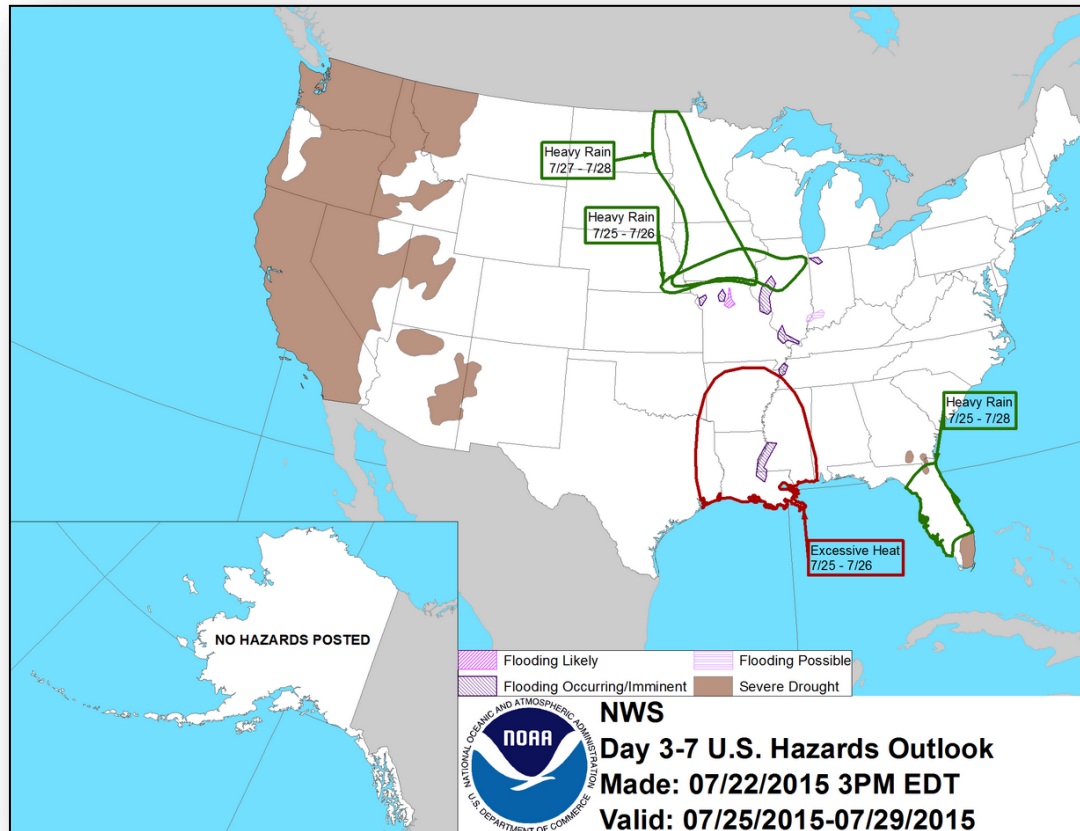 Heavy Rain
7/27 - 7/28
Heavy Rain
7/25 - 7/26
Heavy Rain
7/25 - 7/28
Excessive Heat
7/25 - 7/26
NO HAZARDS POSTED
Flooding Likely
Flooding Possible
Flooding Occurring/Imminent
Severe Drought
NATIONAL OCEANIC AND ATMOSPHERIC ADMINISTRATION
NOAA
U.S. DEPARTMENT OF COMMERCE
NWS
Day 3-7 U.S. Hazards Outlook
Made: 07/22/2015 3PM EDT
Valid: 07/25/2015-07/29/2015